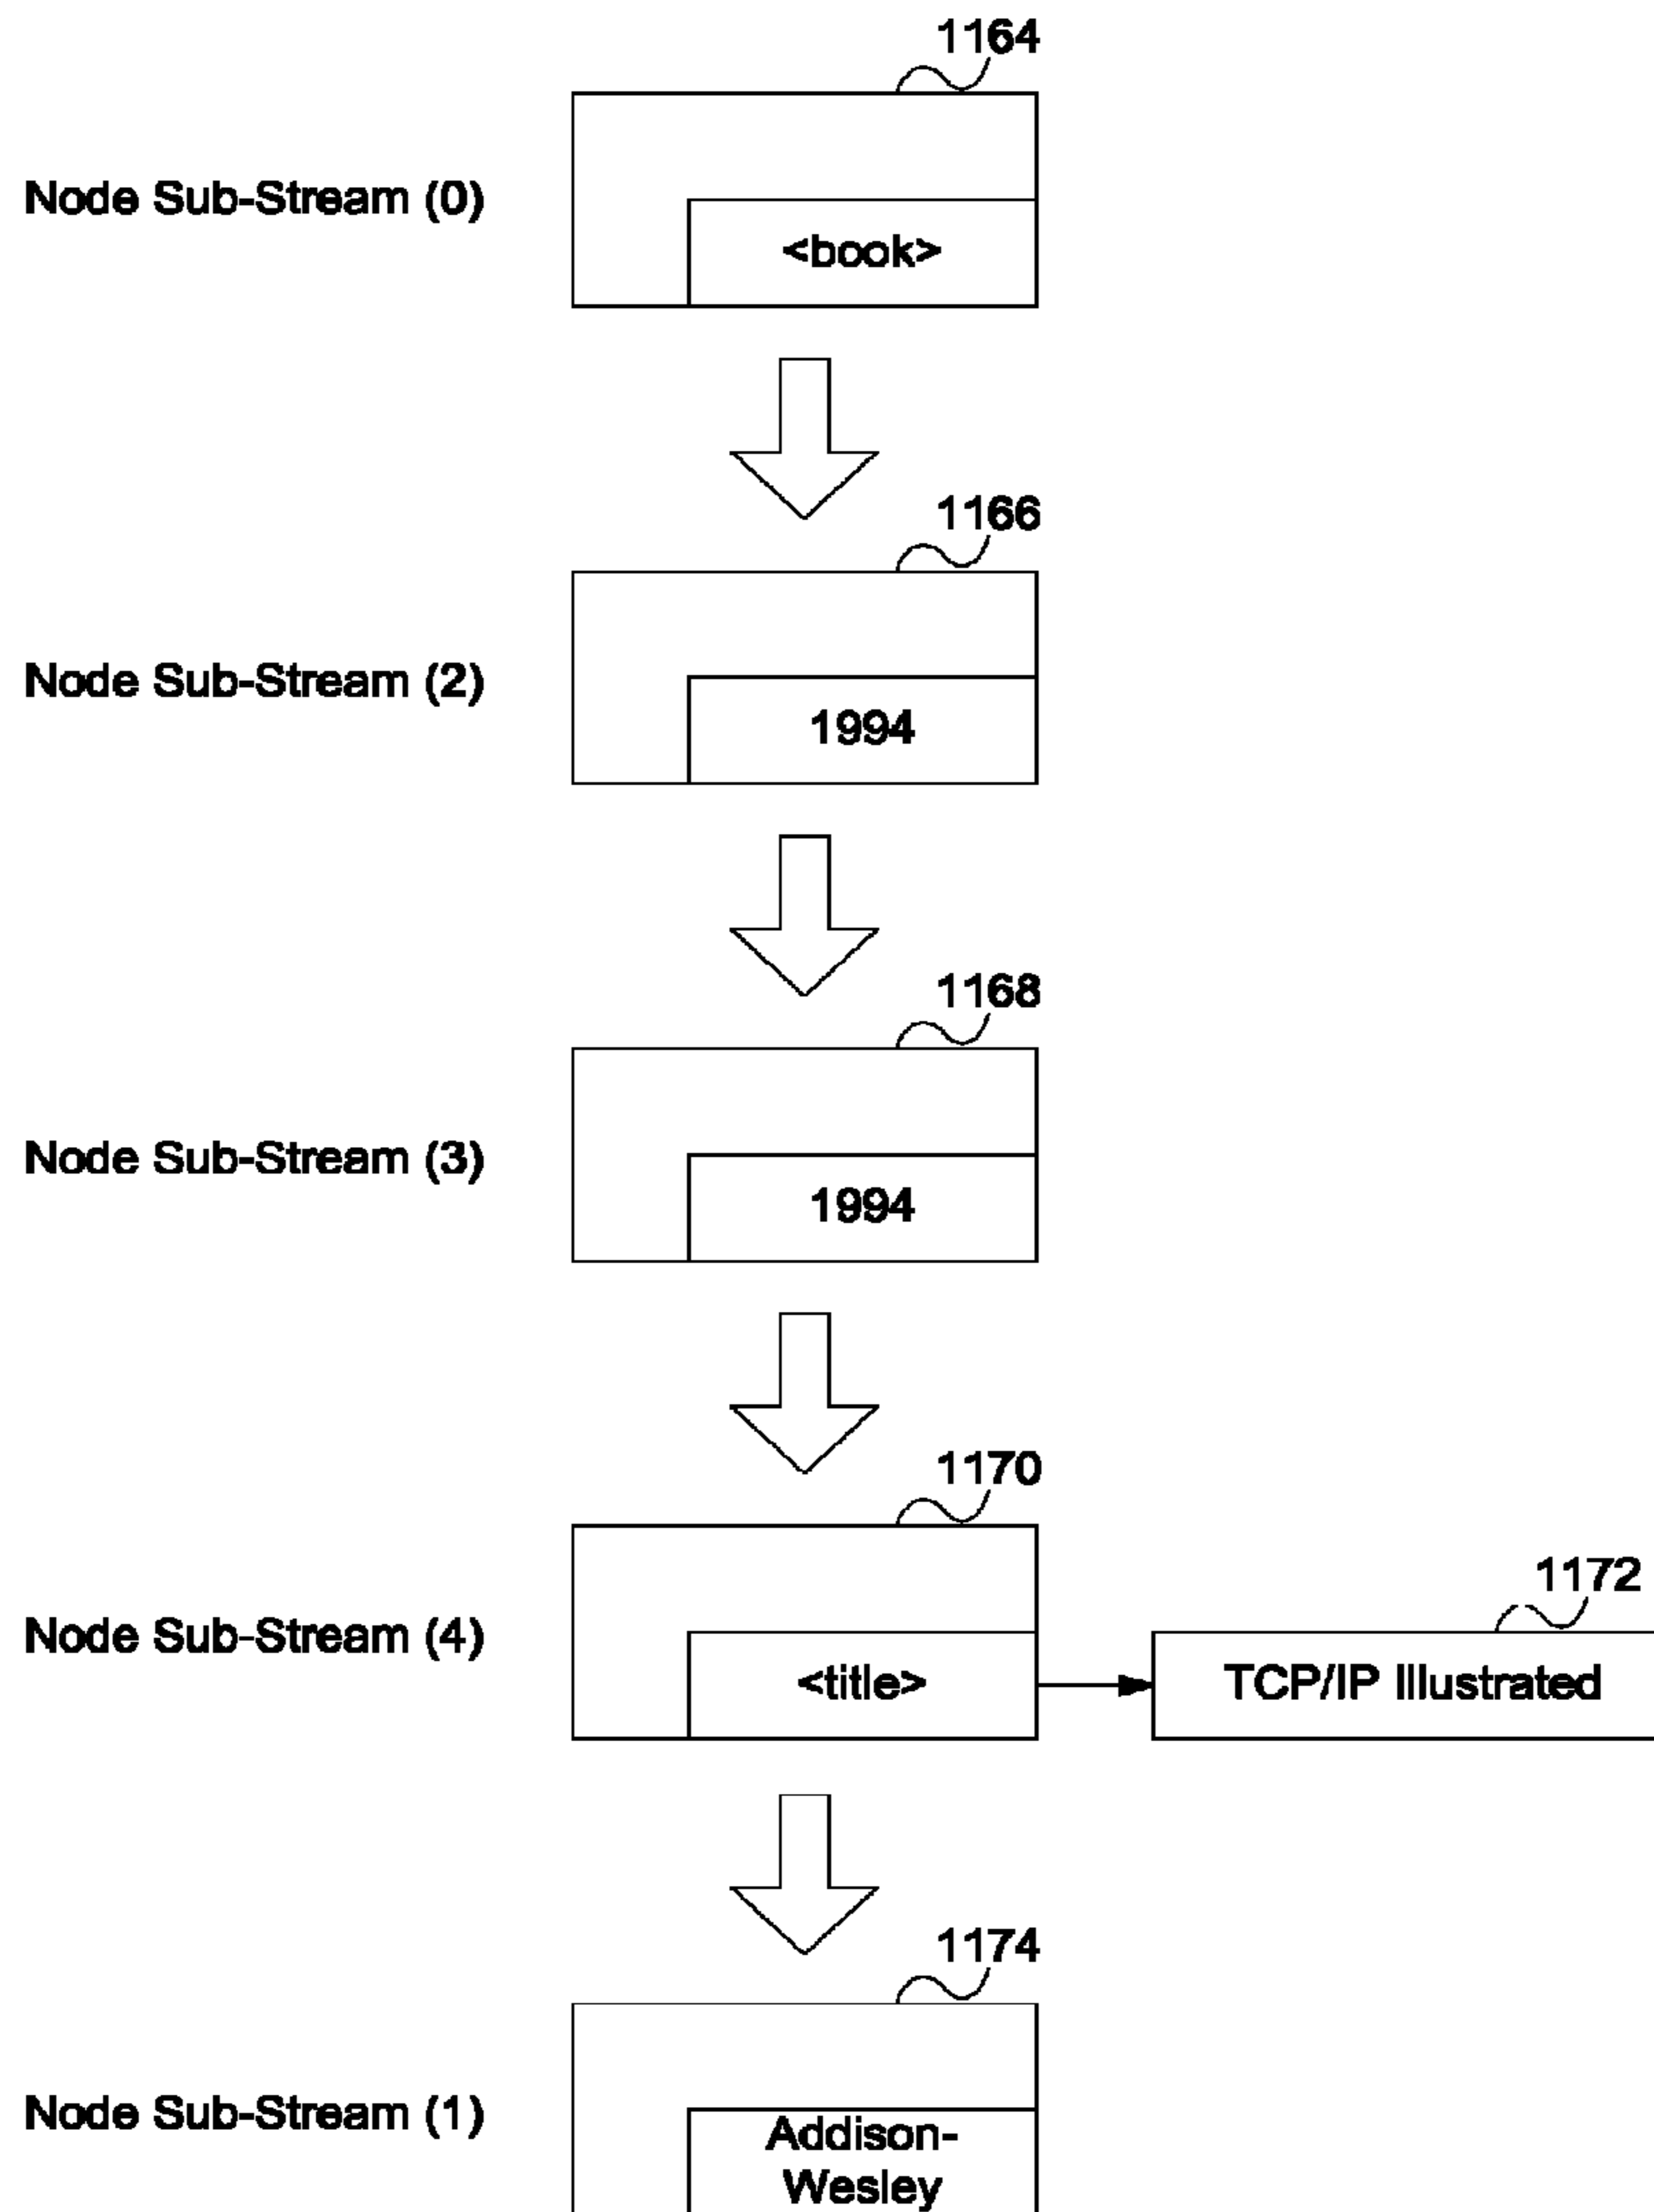 1164
Node Sub-Stream (0)
<book>
1166
Node Sub-Stream (2)
1994
1168
Node Sub-Stream (3)
1994
1170
1172
Node Sub-Stream (4)
<title>
TCP/IP Illustrated
1174
Node Sub-Stream (1)
Addison-
Wesley